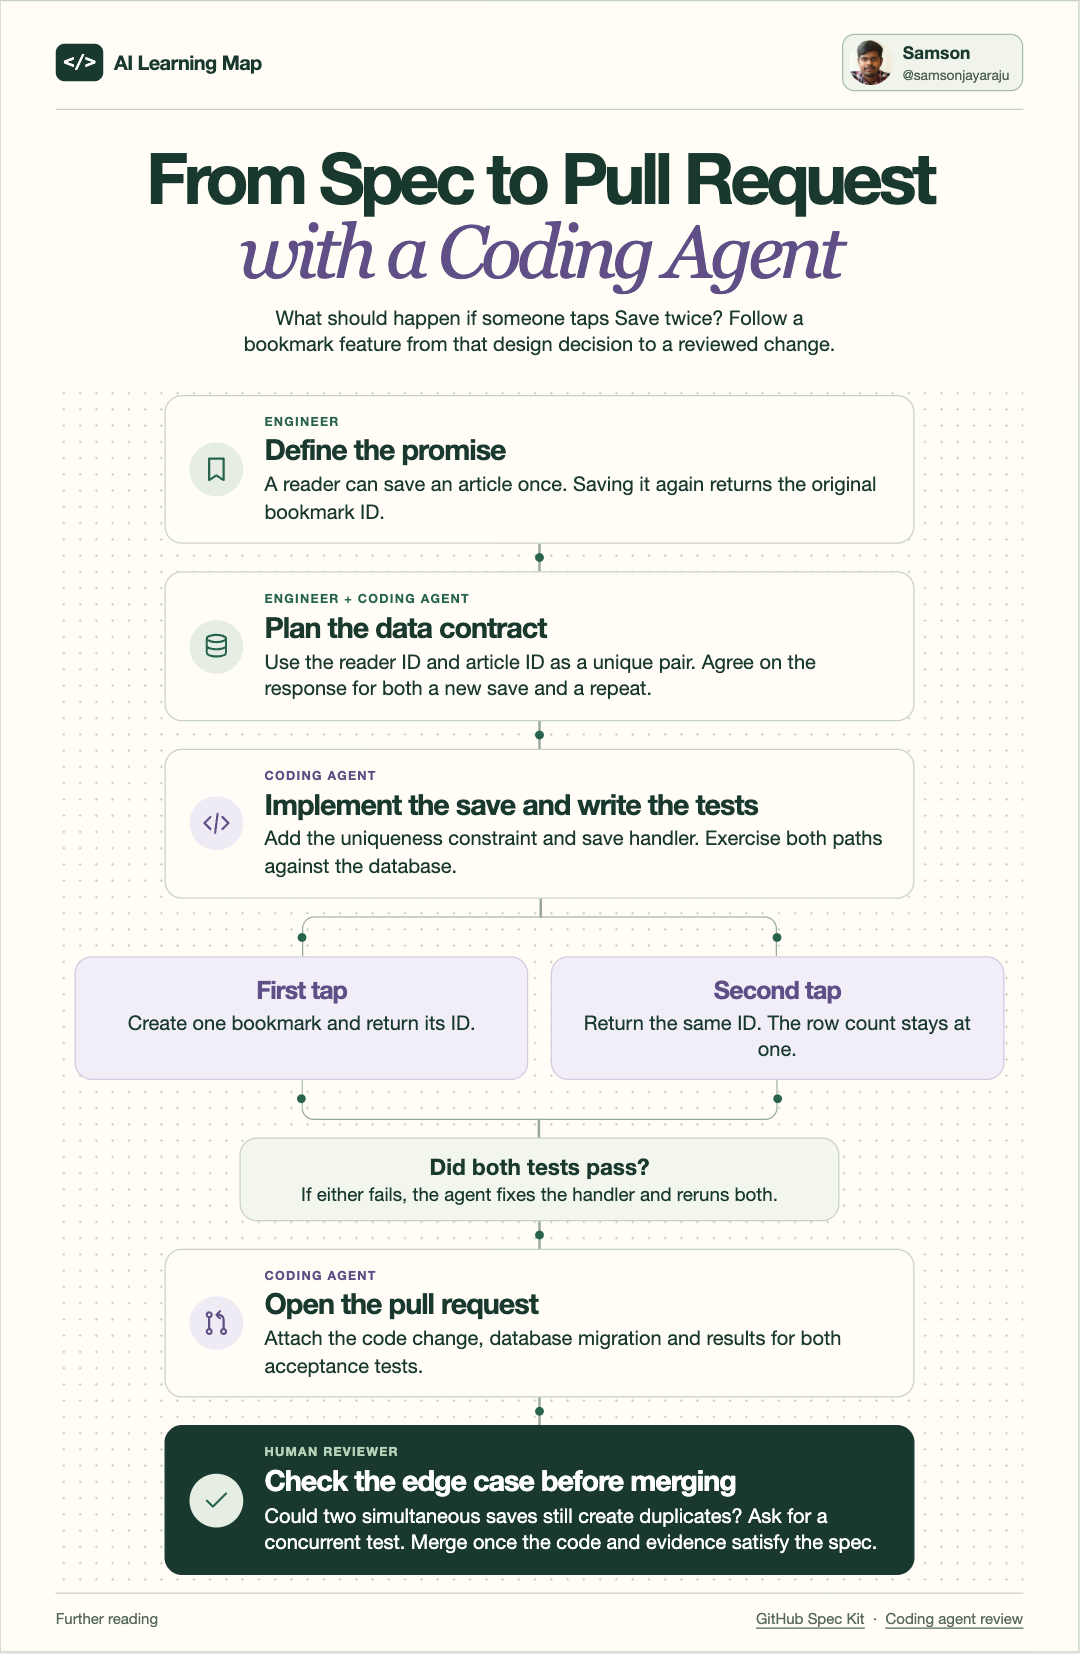 </> AI Learning Map
Samson
@samsonjayaraju
From Spec to Pull Request
with a Coding Agent
What should happen if someone taps Save twice? Follow a
bookmark feature from that design decision to a reviewed change.
ENGINEER
Define the promise
A reader can save an article once. Saving it again returns the original
bookmark ID.
ENGINEER + CODING AGENT
Plan the data contract
Use the reader ID and article ID as a unique pair. Agree on the
response for both a new save and a repeat.
CODING AGENT
Implement the save and write the tests
Add the uniqueness constraint and save handler. Exercise both paths
against the database.
First tap
Create one bookmark and return its ID.
Second tap
Return the same ID. The row count stays at
one.
Did both tests pass?
If either fails, the agent fixes the handler and reruns both.
CODING AGENT
Open the pull request
Attach the code change, database migration and results for both
acceptance tests.
HUMAN REVIEWER
Check the edge case before merging
Could two simultaneous saves still create duplicates? Ask for a
concurrent test. Merge once the code and evidence satisfy the spec.
Further reading
GitHub Spec Kit · Coding agent review